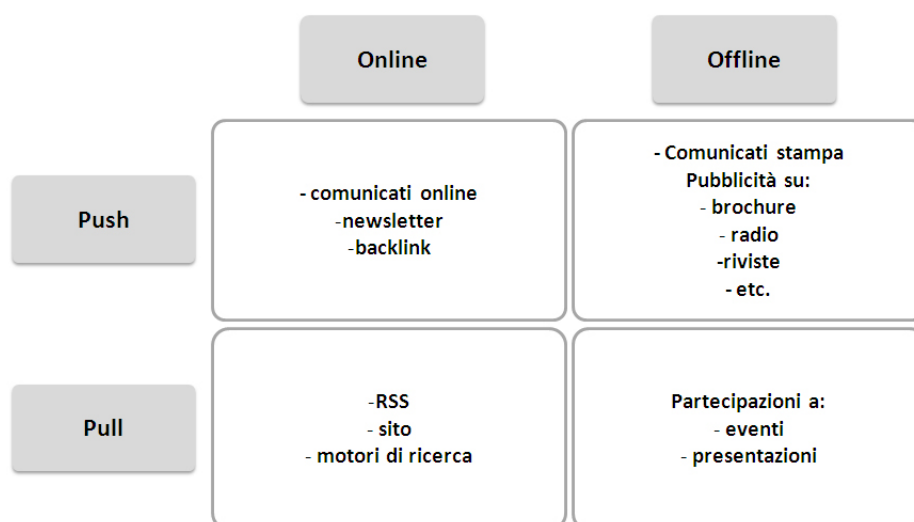 Online
Offline
Push
- comunicati online
-newsletter
-backlink
- Comunicati stampa
Pubblicità su:
- brochure
- radio
-riviste
- etc.
Pull
-RSS
- sito
- motori di ricerca
Partecipazioni a:
- eventi
- presentazioni